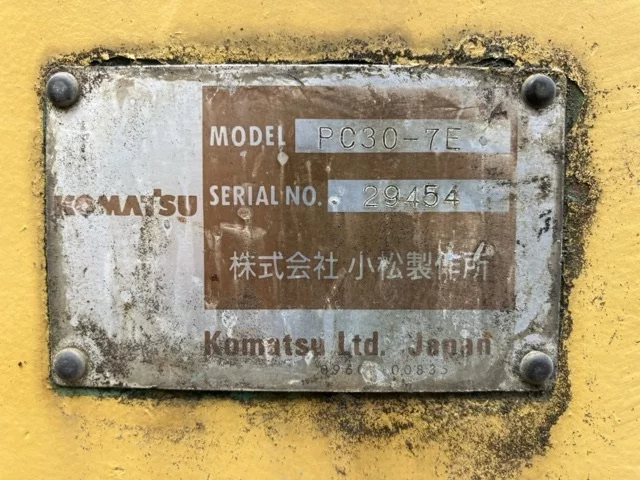 MODEL PC30-7E
SERIAL NO. 29454
KOMATSU
株式会社 小松製作所
Komatsu Ltd. Japan